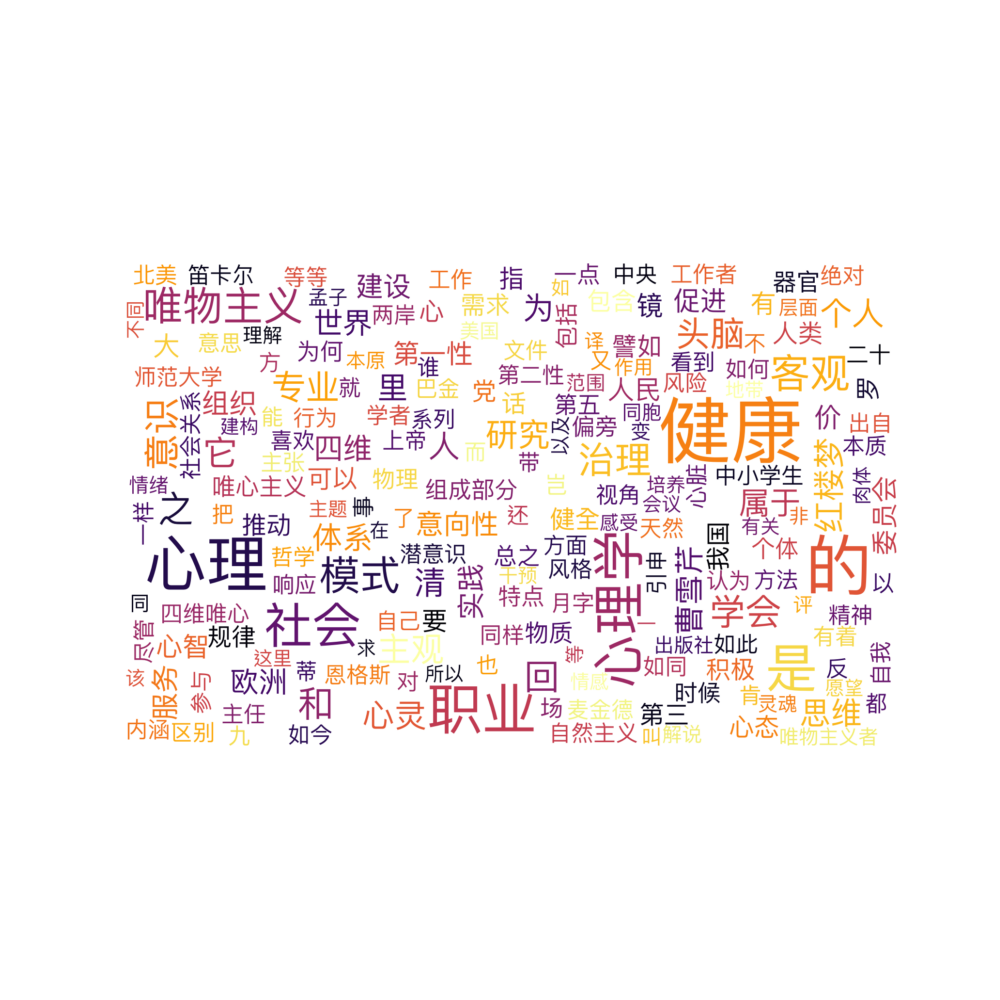 北美 笛卡尔 等等 建设 工作 指 一点 中央 工作者 器官 绝对
不同 唯物主义 孟子 世界 两岸 心 需求 为 如 包含 镜 促进 有 层面 个人
大 意思 理解 为何 方 本原 第一性 美国 文件 包括 译 又 作用 譬如 头脑 不 人类 二十
师范大学 专业 就 里 谁 巴金 党 话 第二性 范围 人民 看到 风险 如何 地带 客观 罗
意识 社会关系 组织 建构 能 行为 学者 系列 第五 偏旁 同胞 变 健康 价 出自
它 喜欢 四维 上帝 人 而 研究 带 以及 治理 本质
情绪 唯心主义 主张 可以 物理 组成部分 岂 视角 培养 会议 心脏 中小学生 属于 红楼梦 肉体 委员会
一样 之 把 推动 主题 事 在 体系 了 意向性 还 健全 感受 天然 有关 非 我国
心理 哲学 响应 模式 潜意识 清 总之 干预 方面 风格 心理学 引申 曹雪芹 认为 个体 方法 的 以
同 四维唯心 社会 自己 要 实践 特点 月字 一 学会 评 精神
尽管 心智 规律 求 主观 同样 物质 出版社 如此 有着
该 服务 参与 这里 欧洲 蒂 恩格斯 对 所以 也 回 等 情感 如同 积极 是 反 自我
主任 和 心灵 职业 场 麦金德 第三 时候 肯 灵魂 愿望 思维 都
内涵 区别 九 如今 自然主义 叫 解说 心态 唯物主义者